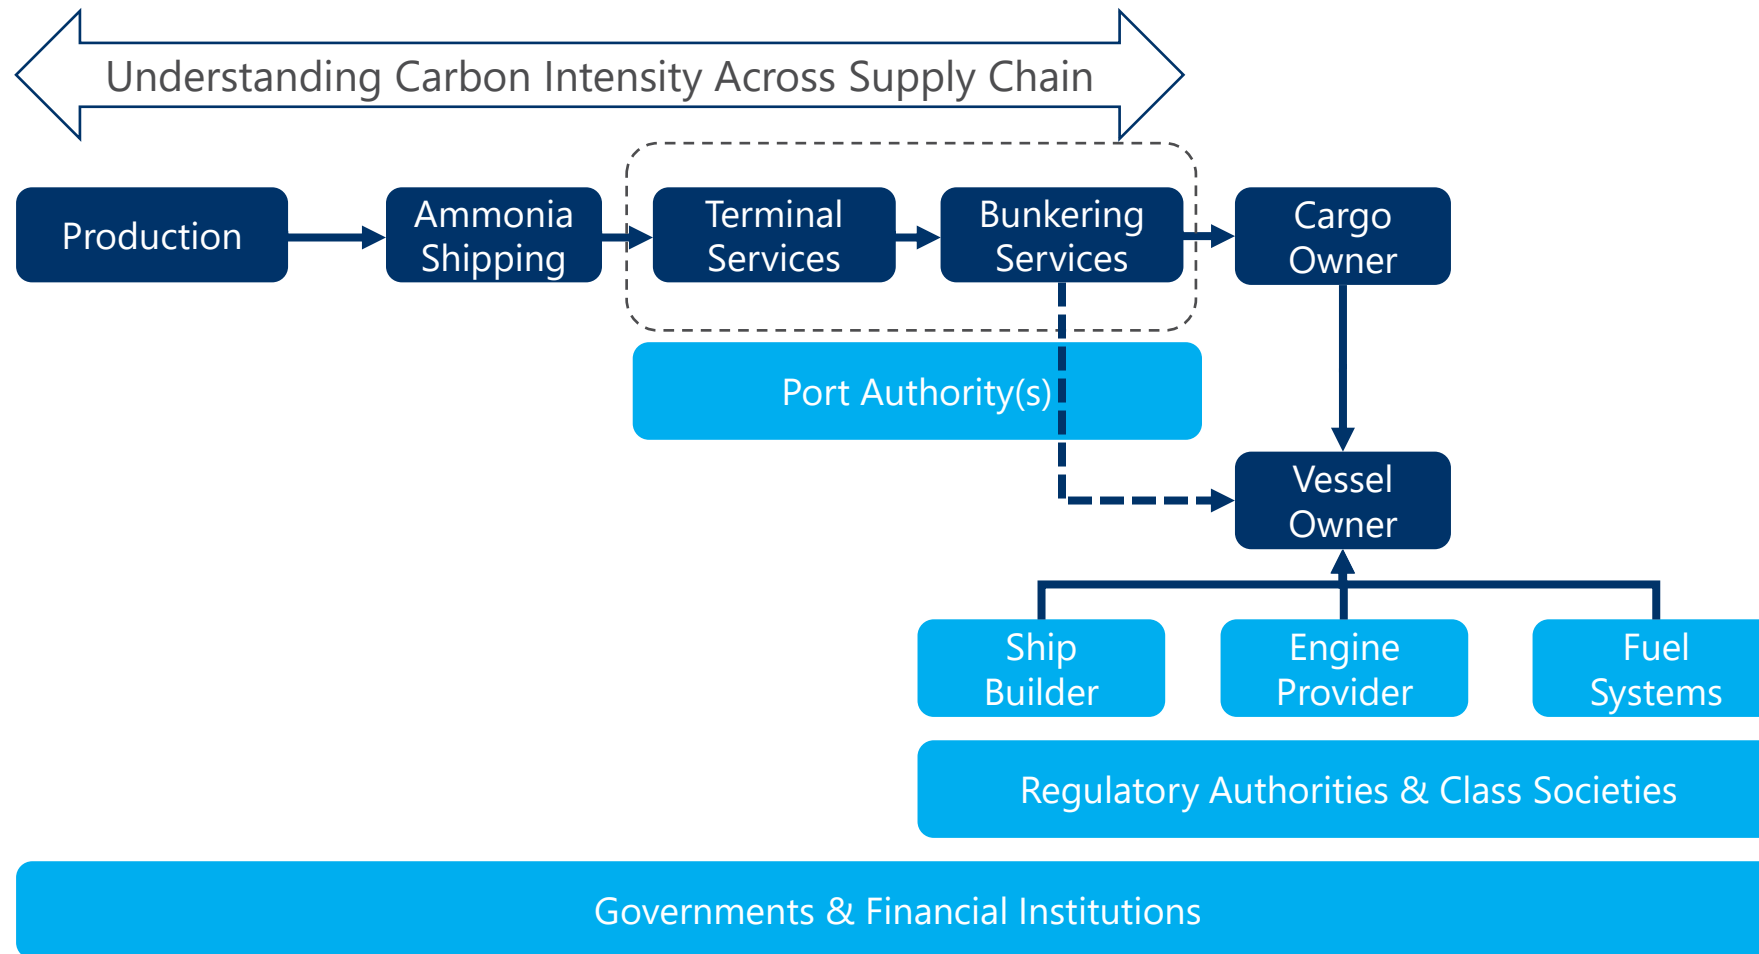 Understanding Carbon Intensity Across Supply Chain
Production
Ammonia
Shipping
Terminal
Services
Bunkering
Services
Cargo
Owner
Port Authority(s)
Vessel
Owner
Ship
Builder
Engine
Provider
Fuel
Systems
Regulatory Authorities & Class Societies
Governments & Financial Institutions